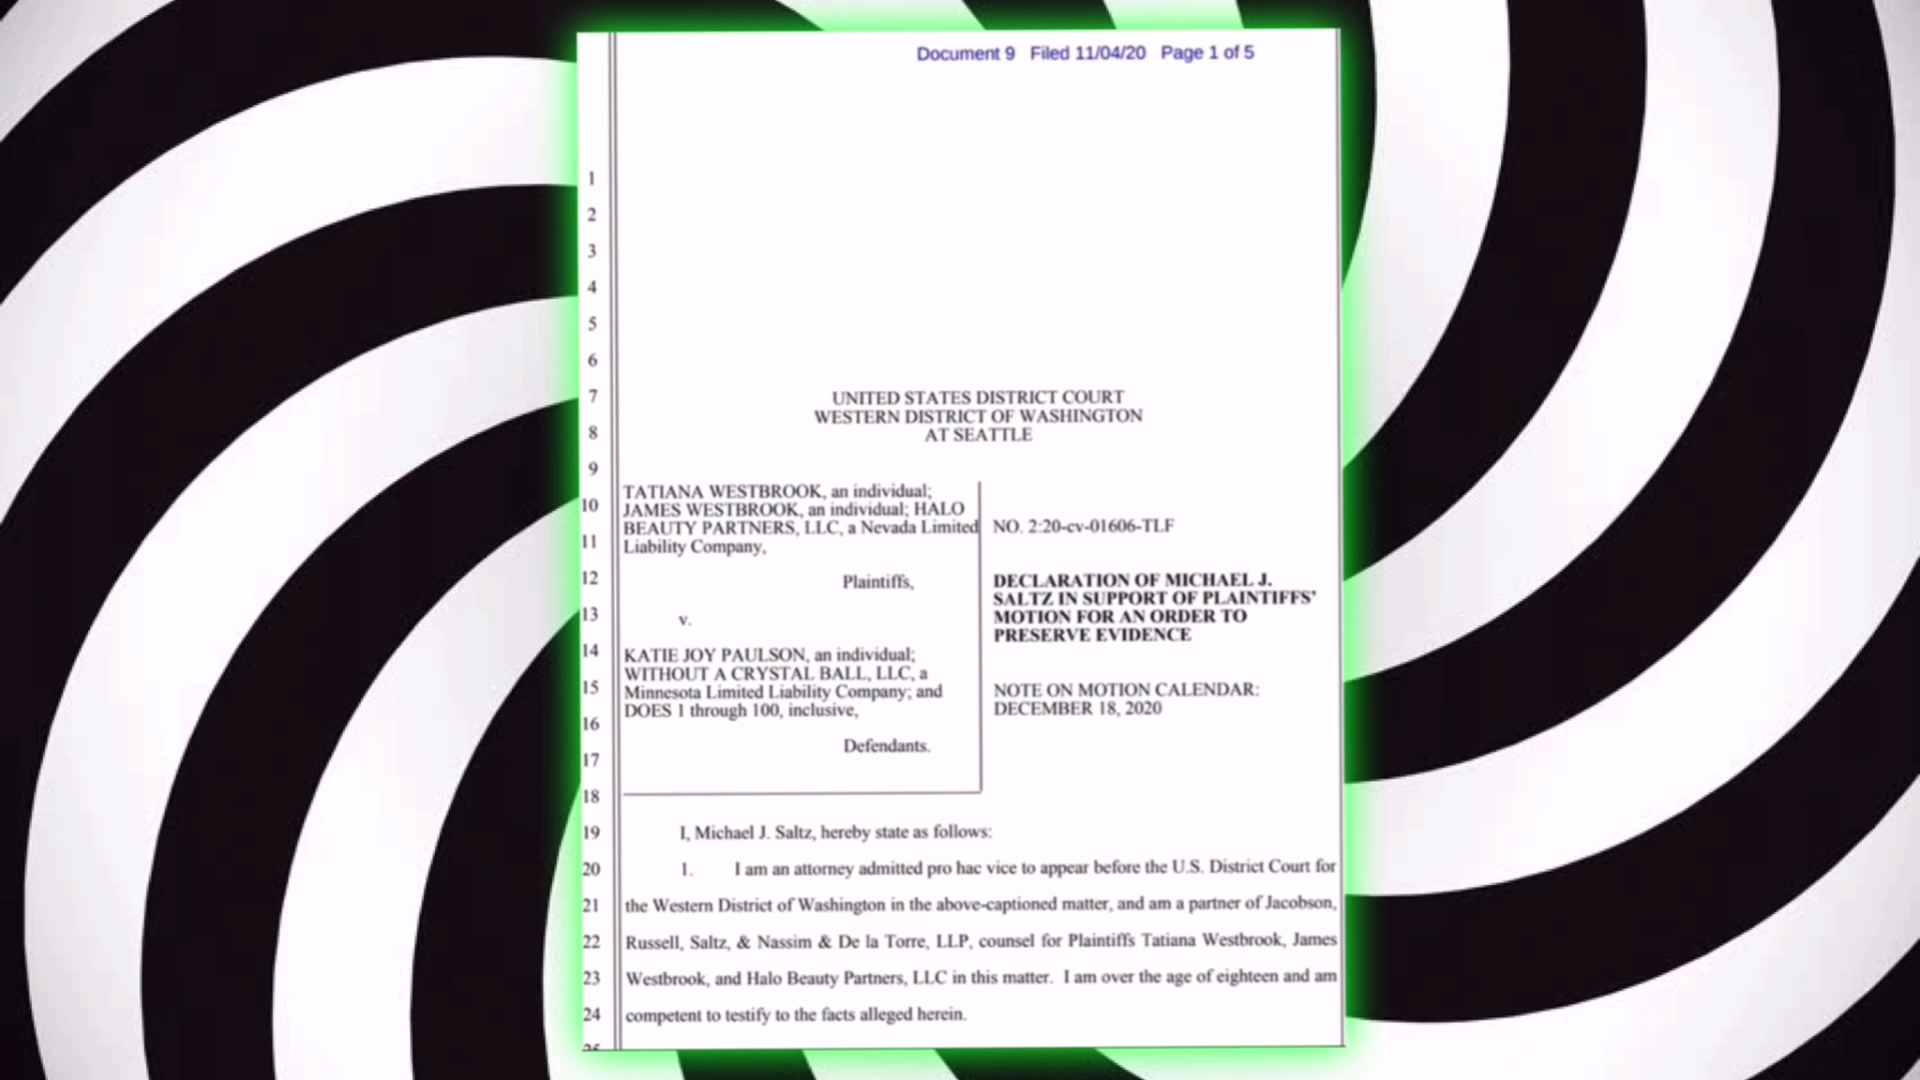 Document 9 Filed 11/04/20 Page 1 of 5
1
2
3
4
5
6
7 UNITED STATES DISTRICT COURT
WESTERN DISTRICT OF WASHINGTON
8 AT SEATTLE
9
TATIANA WESTBROOK, an individual;
10 JAMES WESTBROOK, an individual; HALO
BEAUTY PARTNERS, LLC, a Nevada Limited NO. 2:20-cv-01606-TLF
11 Liability Company,
12 Plaintiffs, DECLARATION OF MICHAEL J.
SALTZ IN SUPPORT OF PLAINTIFFS’
13 v. MOTION FOR AN ORDER TO
PRESERVE EVIDENCE
14 KATIE JOY PAULSON, an individual;
WITHOUT A CRYSTAL BALL, LLC, a
15 Minnesota Limited Liability Company; and NOTE ON MOTION CALENDAR:
DOES 1 through 100, inclusive, DECEMBER 18, 2020
16
Defendants.
17
18
19 I, Michael J. Saltz, hereby state as follows:
20 1. I am an attorney admitted pro hac vice to appear before the U.S. District Court for
21 the Western District of Washington in the above-captioned matter, and am a partner of Jacobson,
22 Russell, Saltz, & Nassim & De la Torre, LLP, counsel for Plaintiffs Tatiana Westbrook, James
23 Westbrook, and Halo Beauty Partners, LLC in this matter. I am over the age of eighteen and am
24 competent to testify to the facts alleged herein.